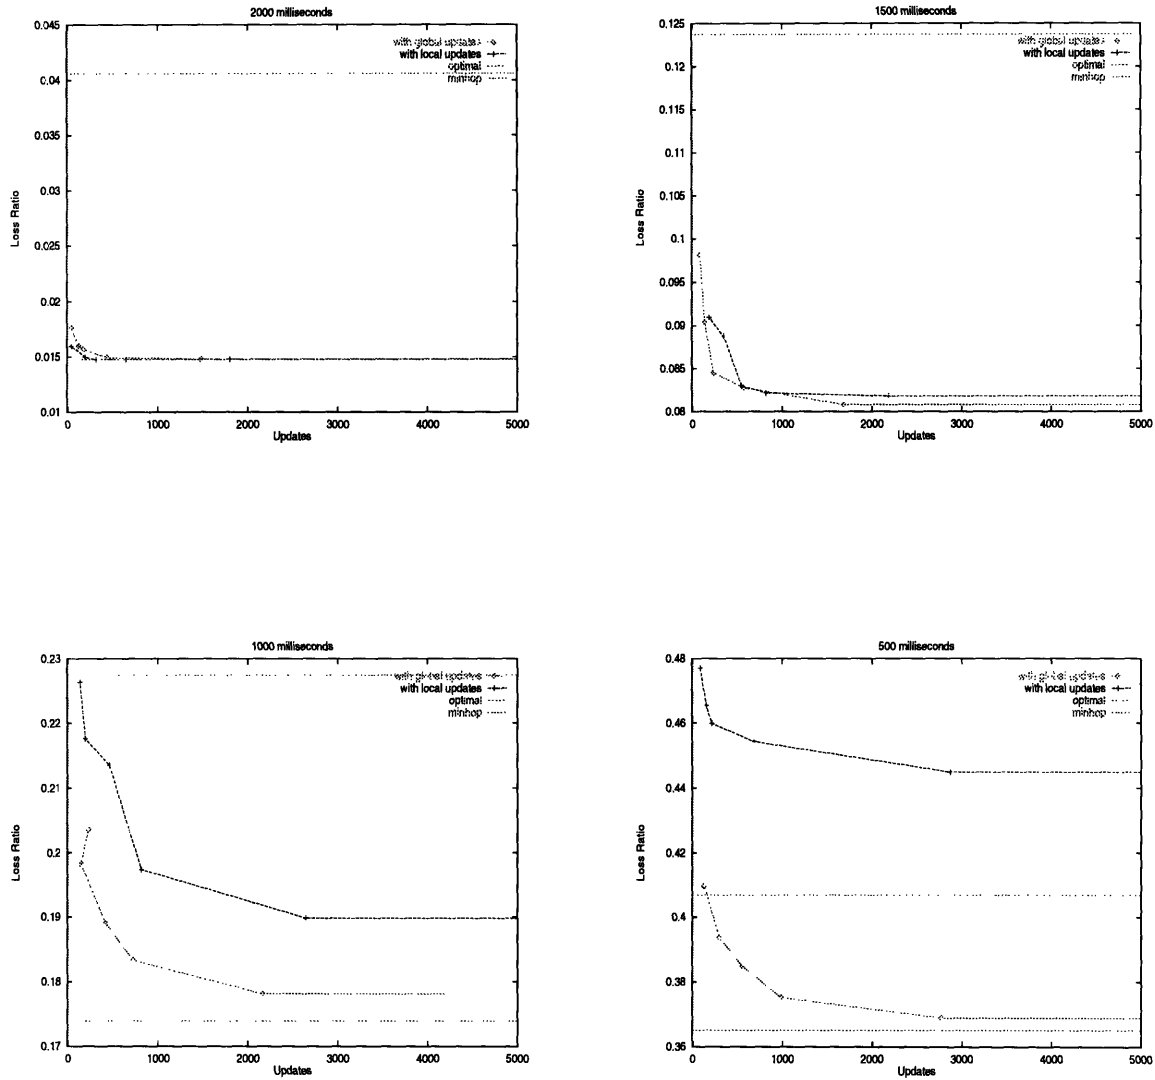 2000 milliseconds
0.045
0.04
0.035
0.03
0.025
0.02
0.015
0.01
Loss Ratio
with global updates
with local updates
optimal
minhop
0
1000
2000
3000
4000
5000
Updates
1500 milliseconds
0.125
0.12
0.115
0.11
0.105
0.1
0.095
0.09
0.085
0.08
Loss Ratio
with global updates
with local updates
optimal
minhop
0
1000
2000
3000
4000
5000
Updates
1000 milliseconds
0.23
0.22
0.21
0.2
0.19
0.18
0.17
Loss Ratio
with global updates
with local updates
optimal
minhop
0
1000
2000
3000
4000
5000
Updates
500 milliseconds
0.48
0.46
0.44
0.42
0.4
0.38
0.36
Loss Ratio
with global updates
with local updates
optimal
minhop
0
1000
2000
3000
4000
5000
Updates